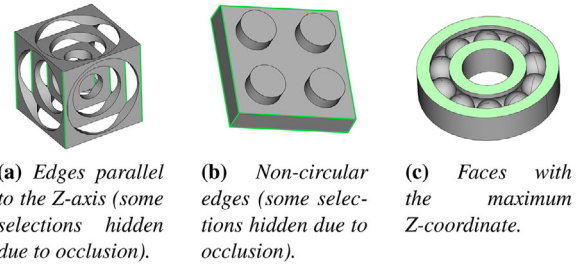 (a) Edges parallel
to the Z-axis (some
selections hidden
due to occlusion).
(b) Non-circular
edges (some selec-
tions hidden due to
occlusion).
(c) Faces with
the maximum
Z-coordinate.